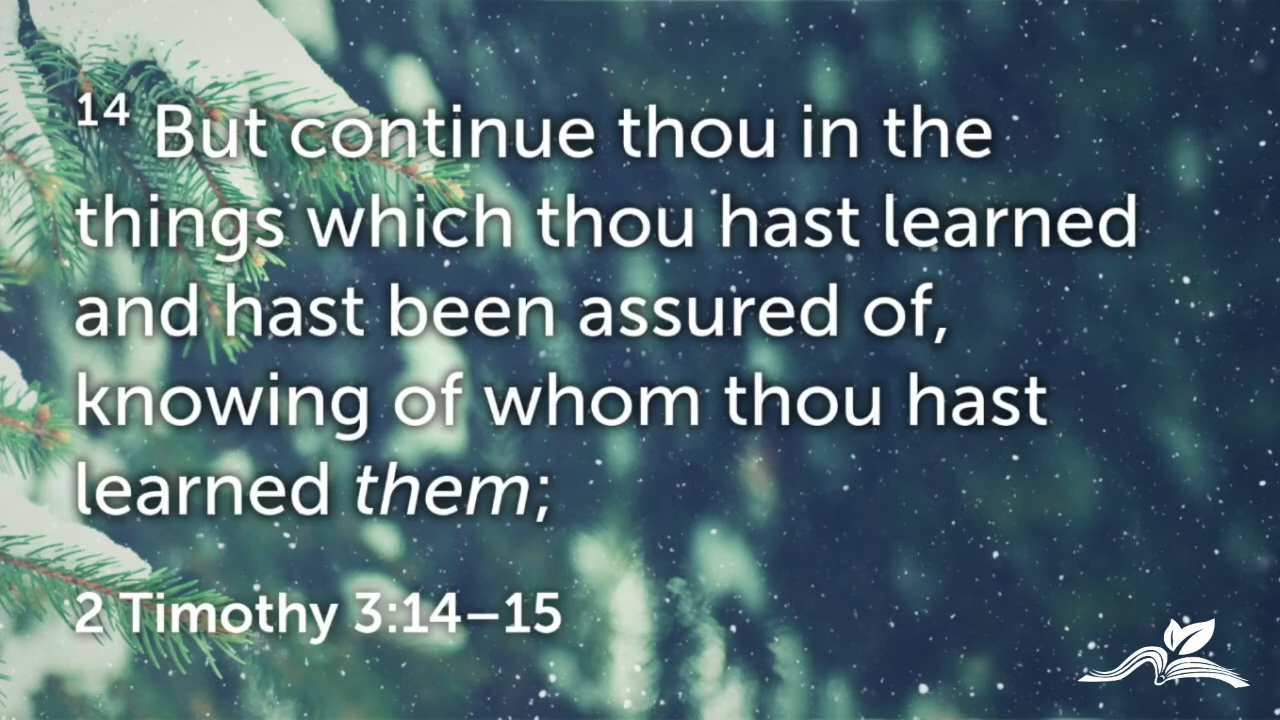 14 But continue thou in the
things which thou hast learned
and hast been assured of,
knowing of whom thou hast
learned them;
2 Timothy 3:14–15